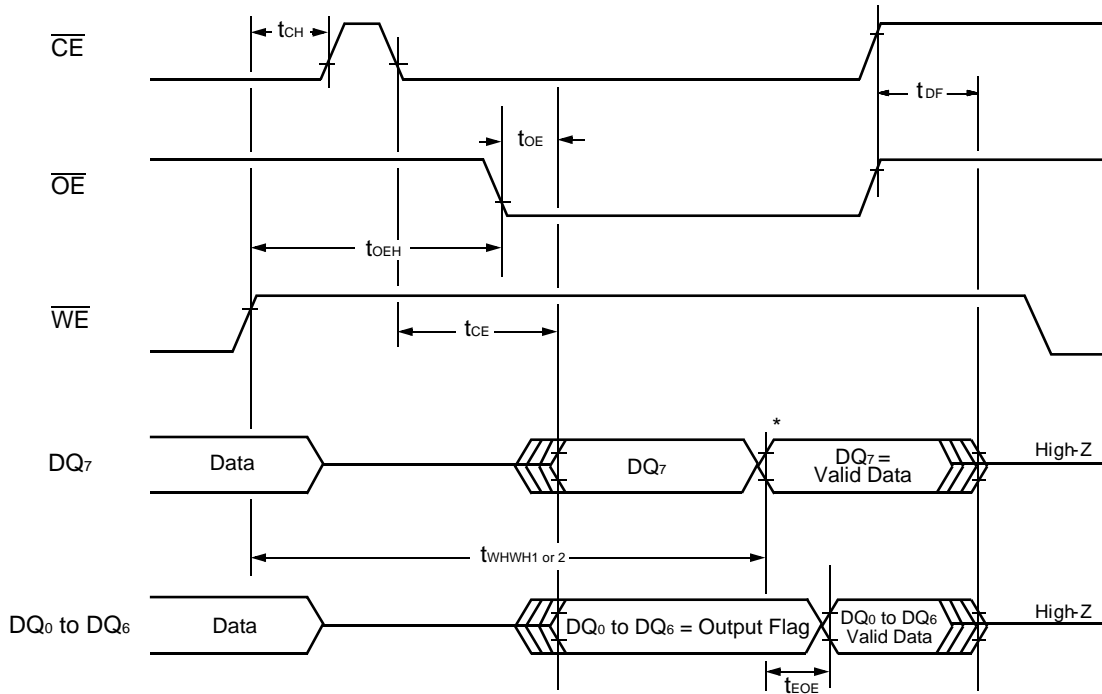 CE
tCH
tDF
OE
tOE
tOEH
WE
tCE
*
DQ7
Data
DQ7
DQ7 =
Valid Data
High-Z
tWHWH1 or 2
DQ0 to DQ6
Data
DQ0 to DQ6 = Output Flag
DQ0 to DQ6
Valid Data
High-Z
tEOE